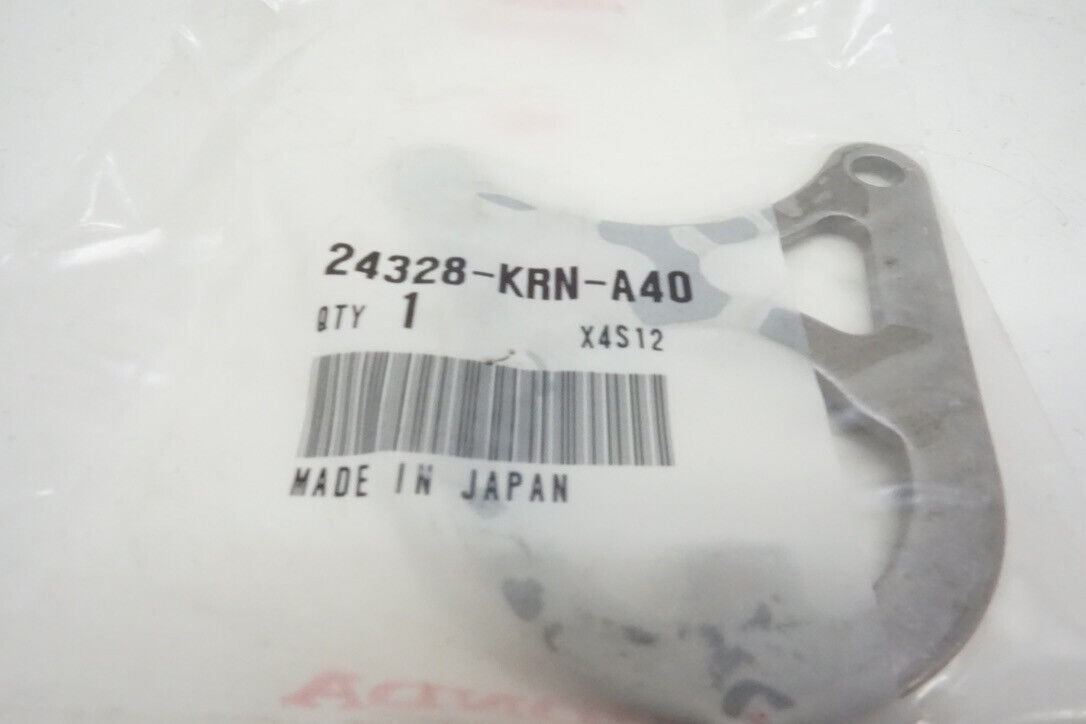 24328-KRN-A40
QTY 1 X4S12
MADE IN JAPAN